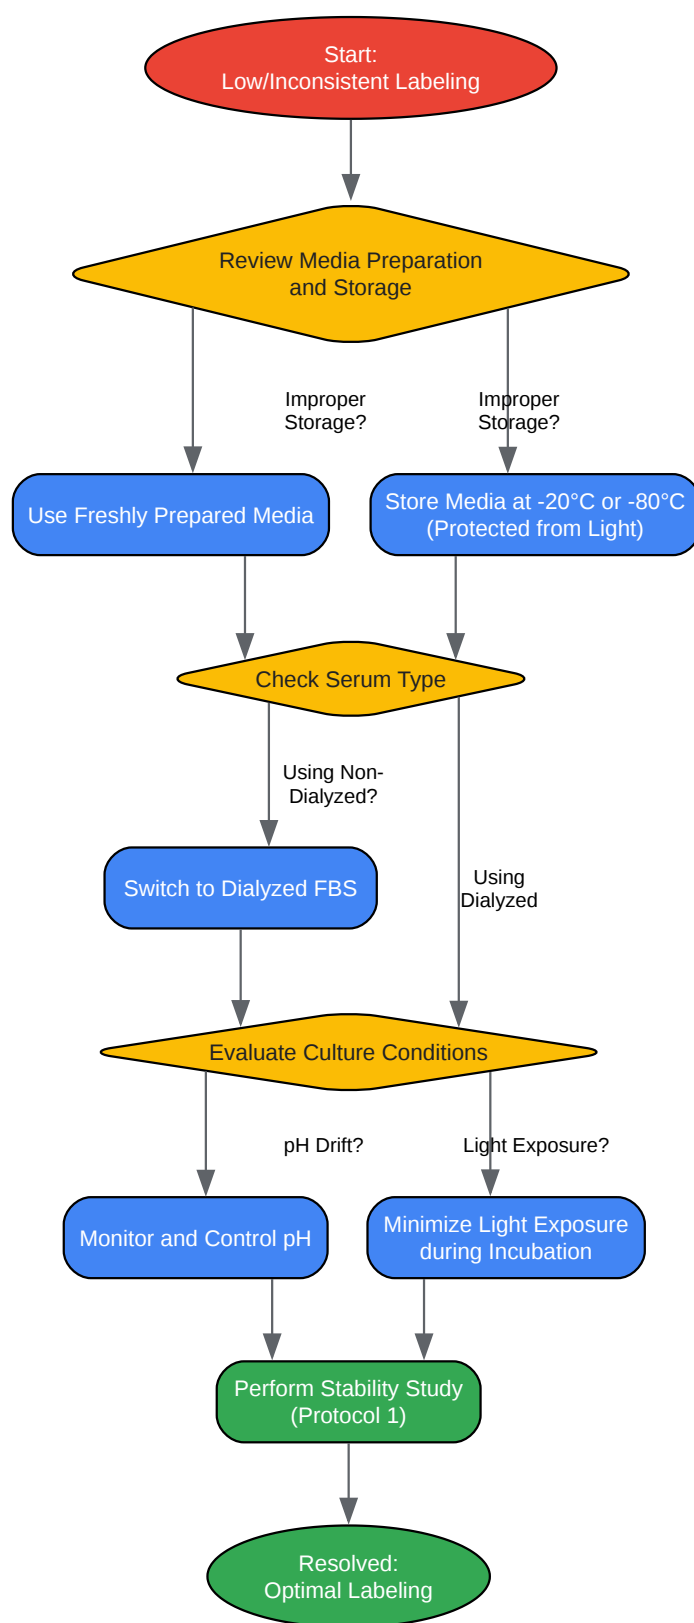 Start:
Low/Inconsistent Labeling
Review Media Preparation
and Storage
Improper
Storage?
Improper
Storage?
Use Freshly Prepared Media
Store Media at -20°C or -80°C
(Protected from Light)
Check Serum Type
Using Non-
Dialyzed?
Switch to Dialyzed FBS
Using
Dialyzed
Evaluate Culture Conditions
pH Drift?
Light Exposure?
Monitor and Control pH
Minimize Light Exposure
during Incubation
Perform Stability Study
(Protocol 1)
Resolved:
Optimal Labeling